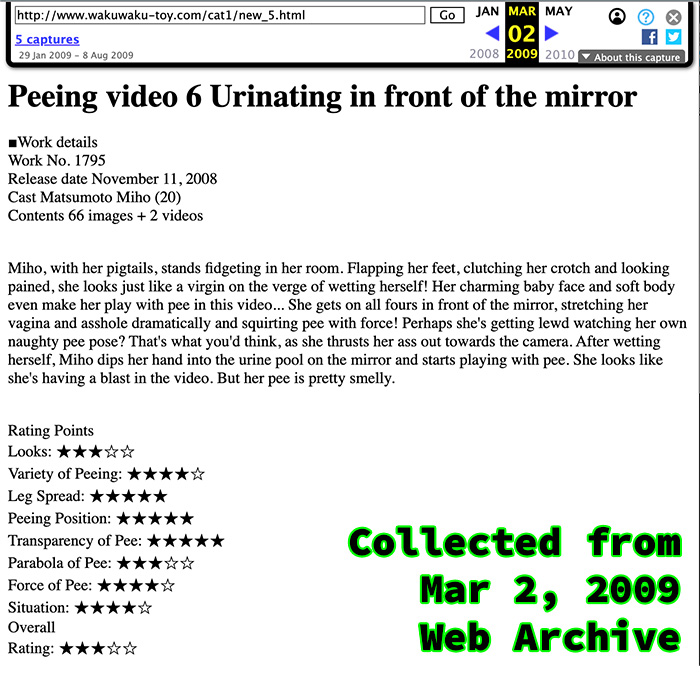 http://www.wakuwaku-toy.com/cat1/new_5.html Go JAN MAR MAY
5 captures 02
29 Jan 2009 – 8 Aug 2009 2008 2009 2010 ▼ About this capture
Peeing video 6 Urinating in front of the mirror
■Work details
Work No. 1795
Release date November 11, 2008
Cast Matsumoto Miho (20)
Contents 66 images + 2 videos
Miho, with her pigtails, stands fidgeting in her room. Flapping her feet, clutching her crotch and looking
pained, she looks just like a virgin on the verge of wetting herself! Her charming baby face and soft body
even make her play with pee in this video... She gets on all fours in front of the mirror, stretching her
vagina and asshole dramatically and squirting pee with force! Perhaps she's getting lewd watching her own
naughty pee pose? That's what you'd think, as she thrusts her ass out towards the camera. After wetting
herself, Miho dips her hand into the urine pool on the mirror and starts playing with pee. She looks like
she's having a blast in the video. But her pee is pretty smelly.
Rating Points
Looks: ★★★☆☆
Variety of Peeing: ★★★★☆
Leg Spread: ★★★★★
Peeing Position: ★★★★★
Transparency of Pee: ★★★★★
Parabola of Pee: ★★★☆☆
Force of Pee: ★★★★☆
Situation: ★★★★☆
Overall
Rating: ★★★☆☆
Collected from
Mar 2, 2009
Web Archive